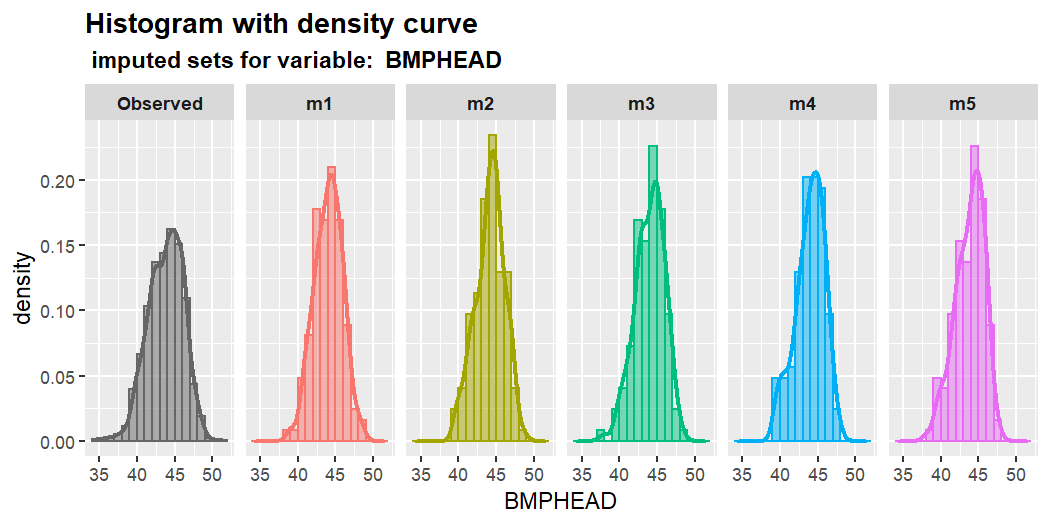 Histogram with density curve
imputed sets for variable:  BMPHEAD
Observed m1 m2 m3 m4 m5
density
0.20
0.15
0.10
0.05
0.00
35 40 45 50 35 40 45 50 35 40 45 50 35 40 45 50 35 40 45 50 35 40 45 50
BMPHEAD